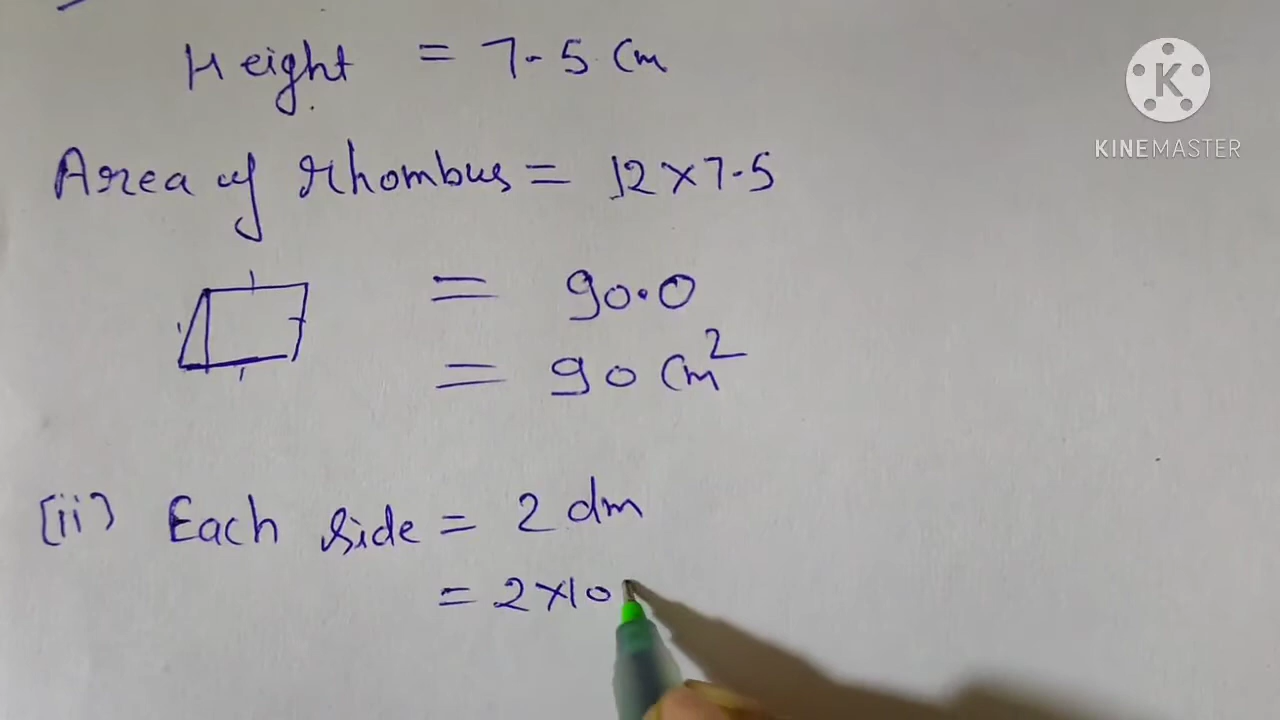 Height = 7.5 Cm
K
KINEMASTER
Area of rhombus = 12 x 7.5
= 90.0
= 90 Cm²
(ii) Each side = 2 dm
= 2 x 10